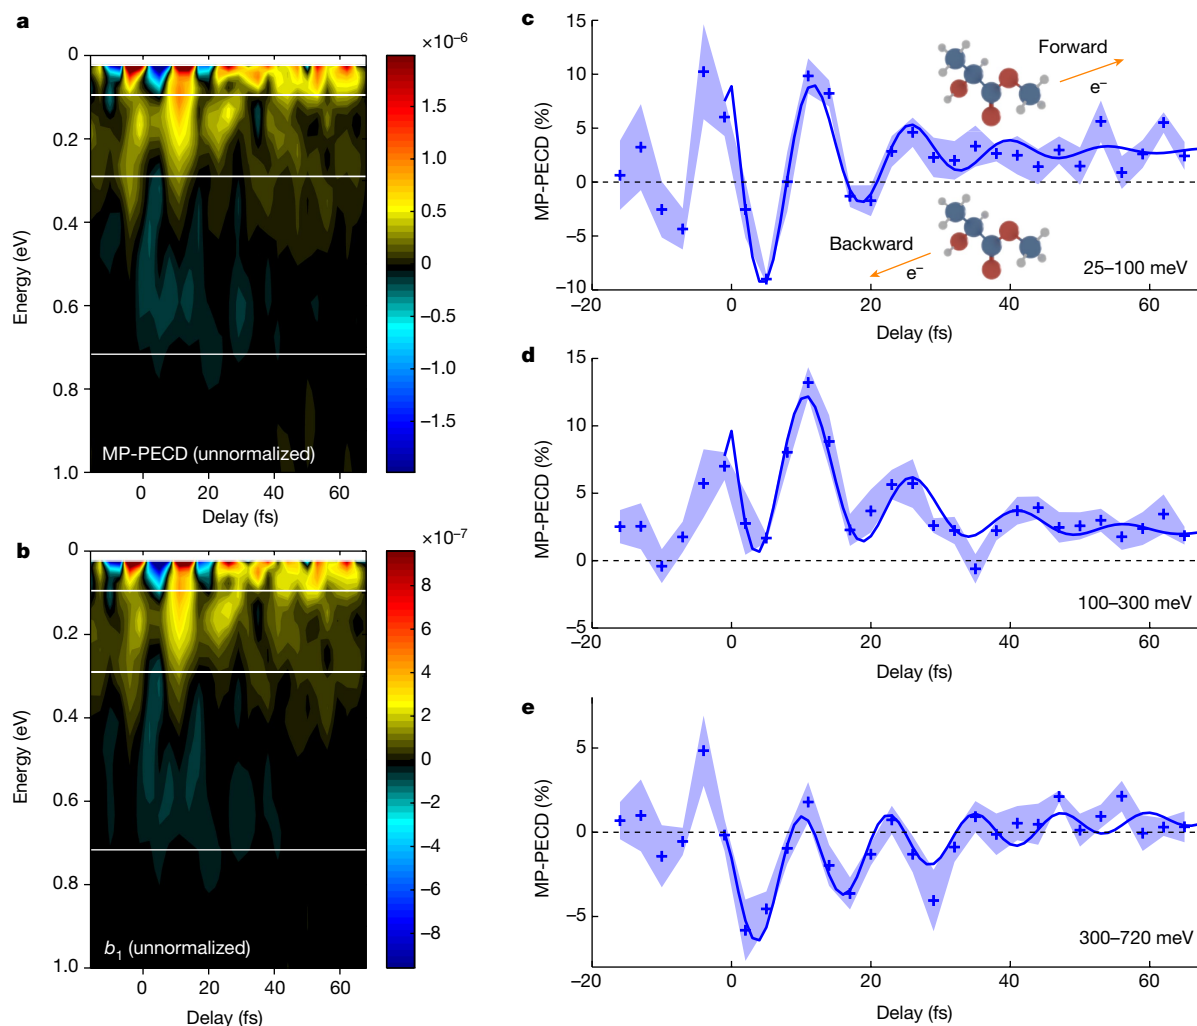 a
×10⁻⁶
0
0.2
0.4
0.6
0.8
1.0
Energy (eV)
MP-PECD (unnormalized)
0
20
40
60
Delay (fs)
1.5
1.0
0.5
0
−0.5
−1.0
−1.5
b
×10⁻⁷
0
0.2
0.4
0.6
0.8
1.0
Energy (eV)
b₁ (unnormalized)
0
20
40
60
Delay (fs)
8
6
4
2
0
−2
−4
−6
−8
c
15
10
5
0
−5
−10
MP-PECD (%)
Forward
e⁻
Backward
e⁻
25–100 meV
−20
0
20
40
60
Delay (fs)
d
15
10
5
0
−5
MP-PECD (%)
100–300 meV
−20
0
20
40
60
Delay (fs)
e
5
0
−5
MP-PECD (%)
300–720 meV
−20
0
20
40
60
Delay (fs)